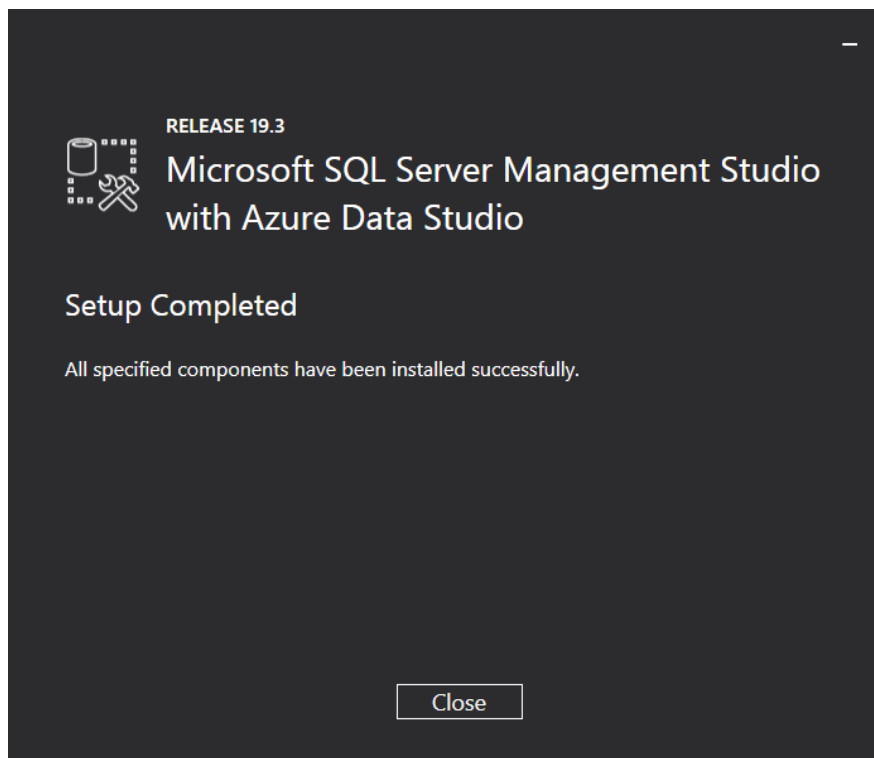 RELEASE 19.3
Microsoft SQL Server Management Studio
with Azure Data Studio
Setup Completed
All specified components have been installed successfully.
Close